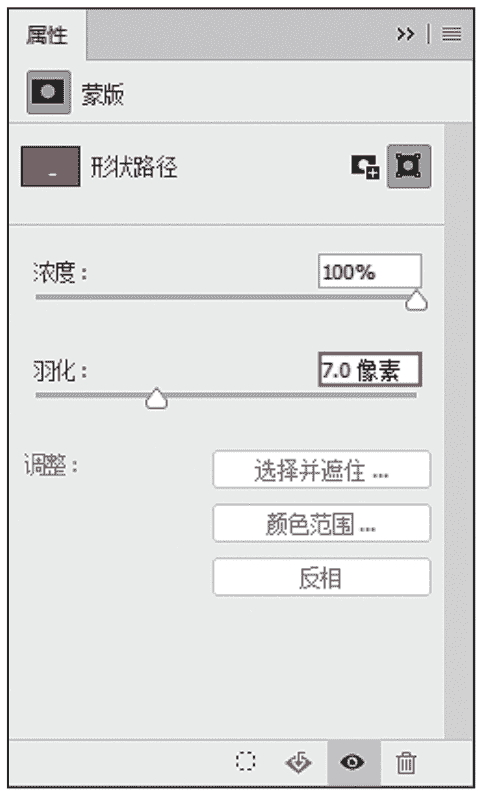 属性
蒙版
形状路径
浓度：
100%
羽化：
7.0 像素
调整：
选择并遮住 ...
颜色范围 ...
反相